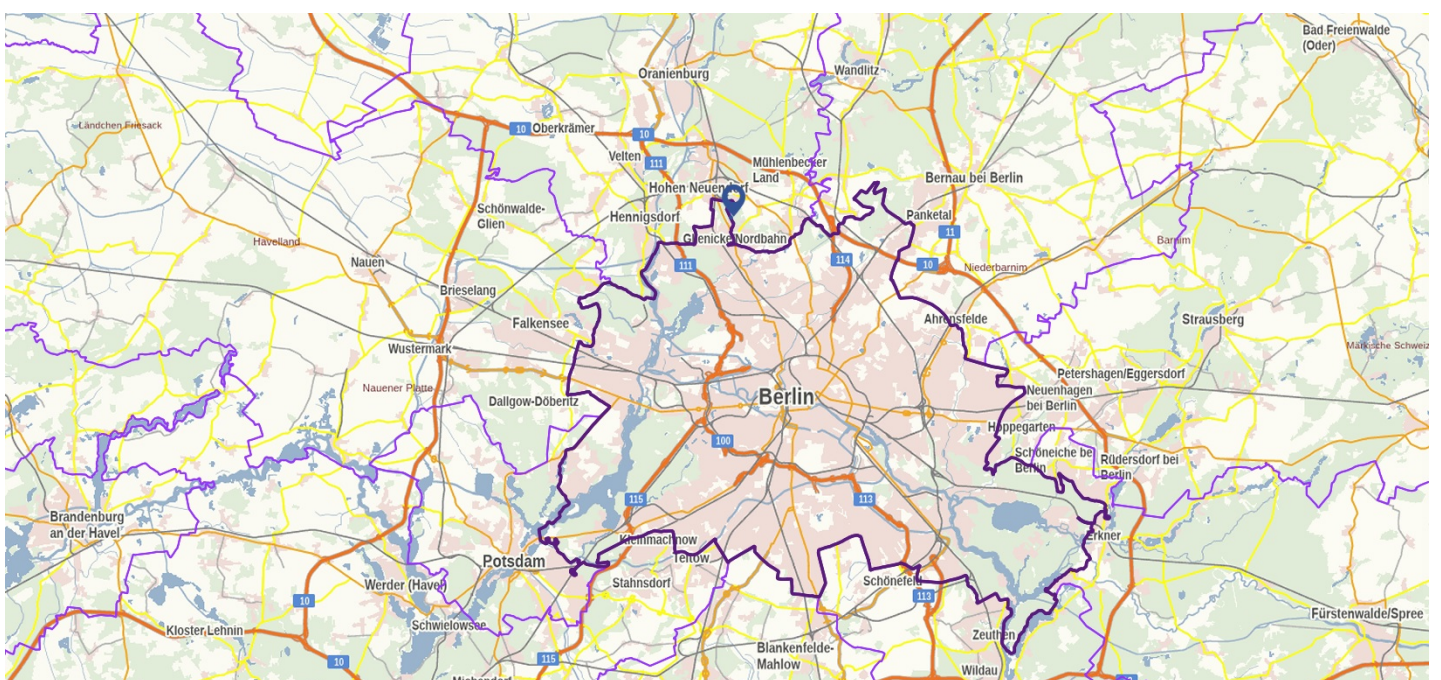 Bad Freienwalde
(Oder)
Oranienburg
Wandlitz
Ländchen Friesack
10
Oberkrämer
10
Velten
111
Mühlenbecker
Land
Hohen Neuendorf
Bernau bei Berlin
Schönwalde-
Glien
Hennigsdorf
Panketal
11
Havelland
Glienicke/Nordbahn
Barnim
Nauen
111
114
10
Niederbarnim
Brieselang
Falkensee
Ahrensfelde
Strausberg
Wustermark
Märkische Schweiz
Nauener Platte
Petershagen/Eggersdorf
Dallgow-Döberitz
Berlin
Neuenhagen
bei Berlin
Hoppegarten
100
Schöneiche be
Berlin
Rüdersdorf bei
Berlin
115
113
Brandenburg
an der Havel
Kleinmachnow
Erkner
Potsdam
Teltow
Werder (Havel)
Stahnsdorf
Schönefeld
10
113
Fürstenwalde/Spree
Kloster Lehnin
Schwielowsee
Zeuthen
Blankenfelde-
Mahlow
10
115
Wildau